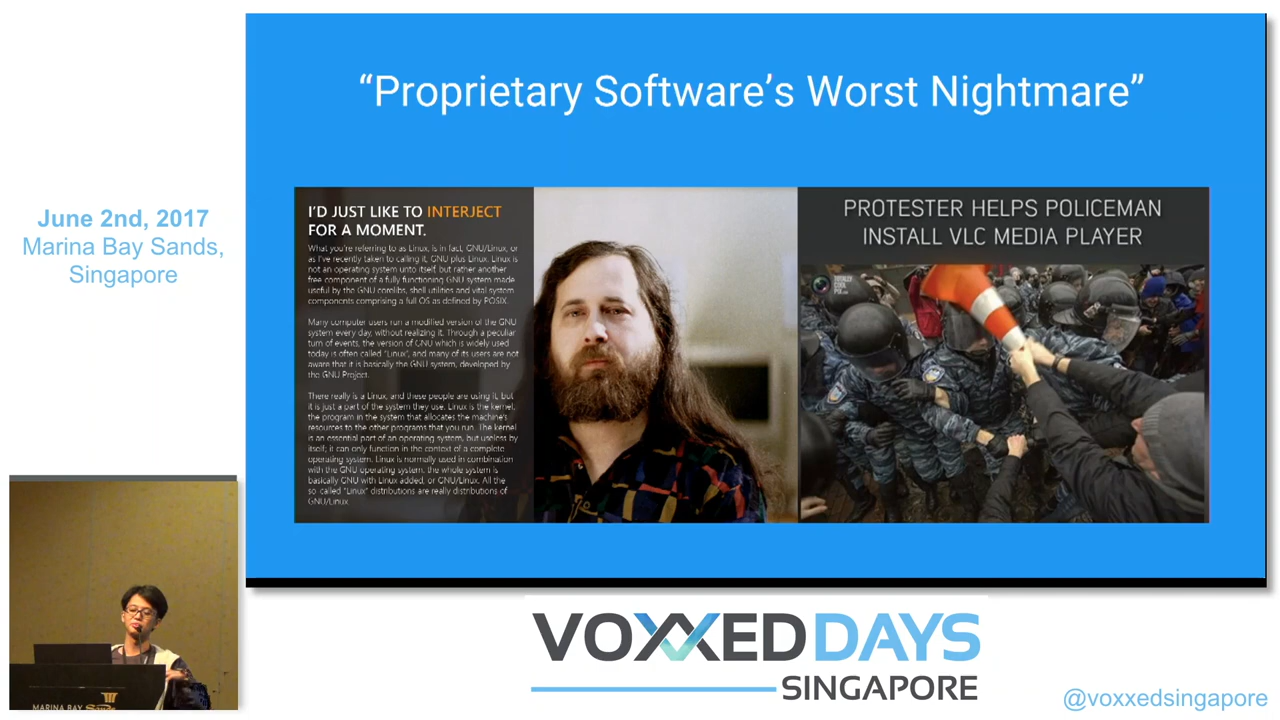 “Proprietary Software’s Worst Nightmare”
June 2nd, 2017
Marina Bay Sands,
Singapore
I’D JUST LIKE TO INTERJECT
FOR A MOMENT.
What you’re referring to as Linux, is in fact, GNU/Linux, or
as I’ve recently taken to calling it, GNU plus Linux. Linux is
not an operating system unto itself, but rather another
free component of a fully functioning GNU system made
useful by the GNU corelibs, shell utilities and vital system
components comprising a full OS as defined by POSIX.
Many computer users run a modified version of the GNU
system every day, without realizing it. Through a peculiar
turn of events, the version of GNU which is widely used
today is often called “Linux”, and many of its users are not
aware that it is basically the GNU system, developed by
the GNU Project.
There really is a Linux, and these people are using it, but
it is just a part of the system they use. Linux is the kernel,
the program in the system that allocates the machine’s
resources to the other programs that you run. The kernel
is an essential part of an operating system, but useless by
itself; it can only function in the context of a complete
operating system. Linux is normally used in combination
with the GNU operating system, the whole system is
basically GNU with Linux added, or GNU/Linux. All the
so-called “Linux” distributions are really distributions of
GNU/Linux.
PROTESTER HELPS POLICEMAN
INSTALL VLC MEDIA PLAYER
TOTALLY
COOL
PIX.COM
MARINA BAY Sands
VOXXED DAYS
SINGAPORE
@voxxedsingapore